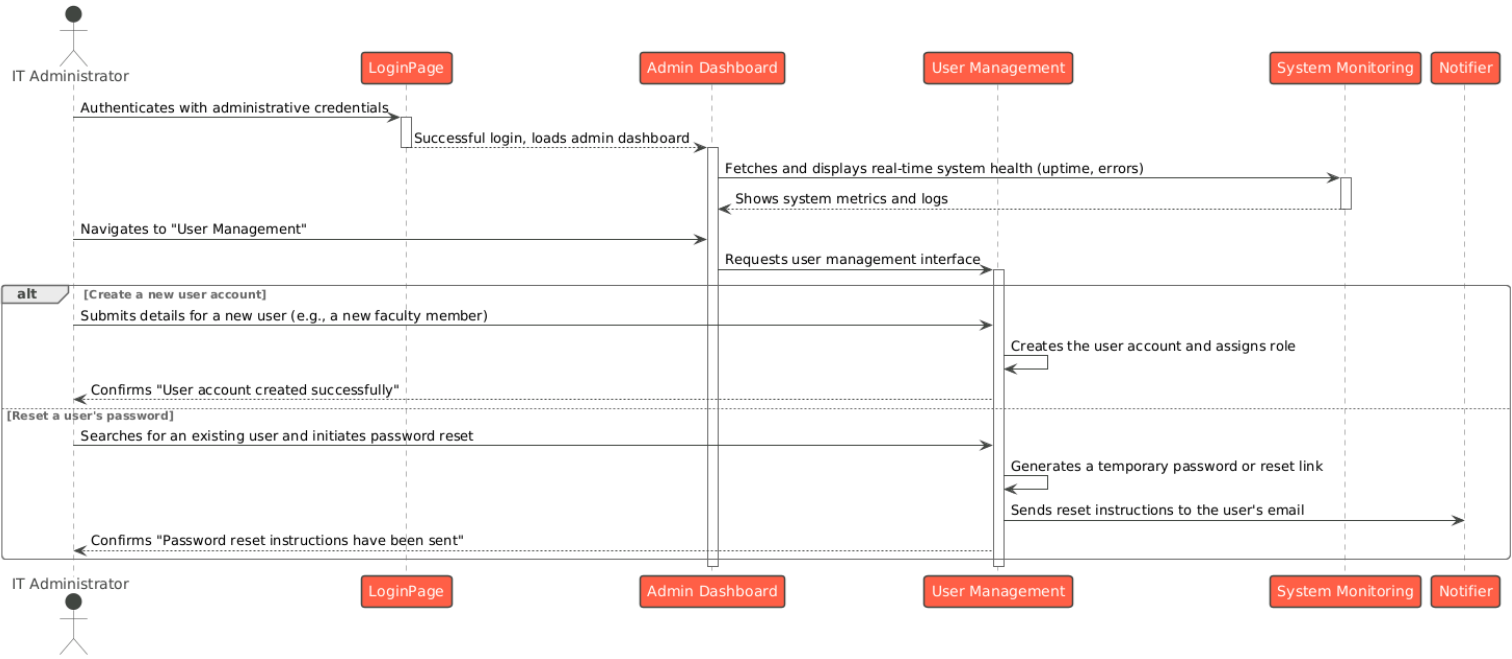 IT Administrator
LoginPage
Admin Dashboard
User Management
System Monitoring
Notifier
Authenticates with administrative credentials
Successful login, loads admin dashboard
Fetches and displays real-time system health (uptime, errors)
Shows system metrics and logs
Navigates to "User Management"
Requests user management interface
alt
[Create a new user account]
Submits details for a new user (e.g., a new faculty member)
Creates the user account and assigns role
Confirms "User account created successfully"
[Reset a user's password]
Searches for an existing user and initiates password reset
Generates a temporary password or reset link
Sends reset instructions to the user's email
Confirms "Password reset instructions have been sent"
IT Administrator
LoginPage
Admin Dashboard
User Management
System Monitoring
Notifier